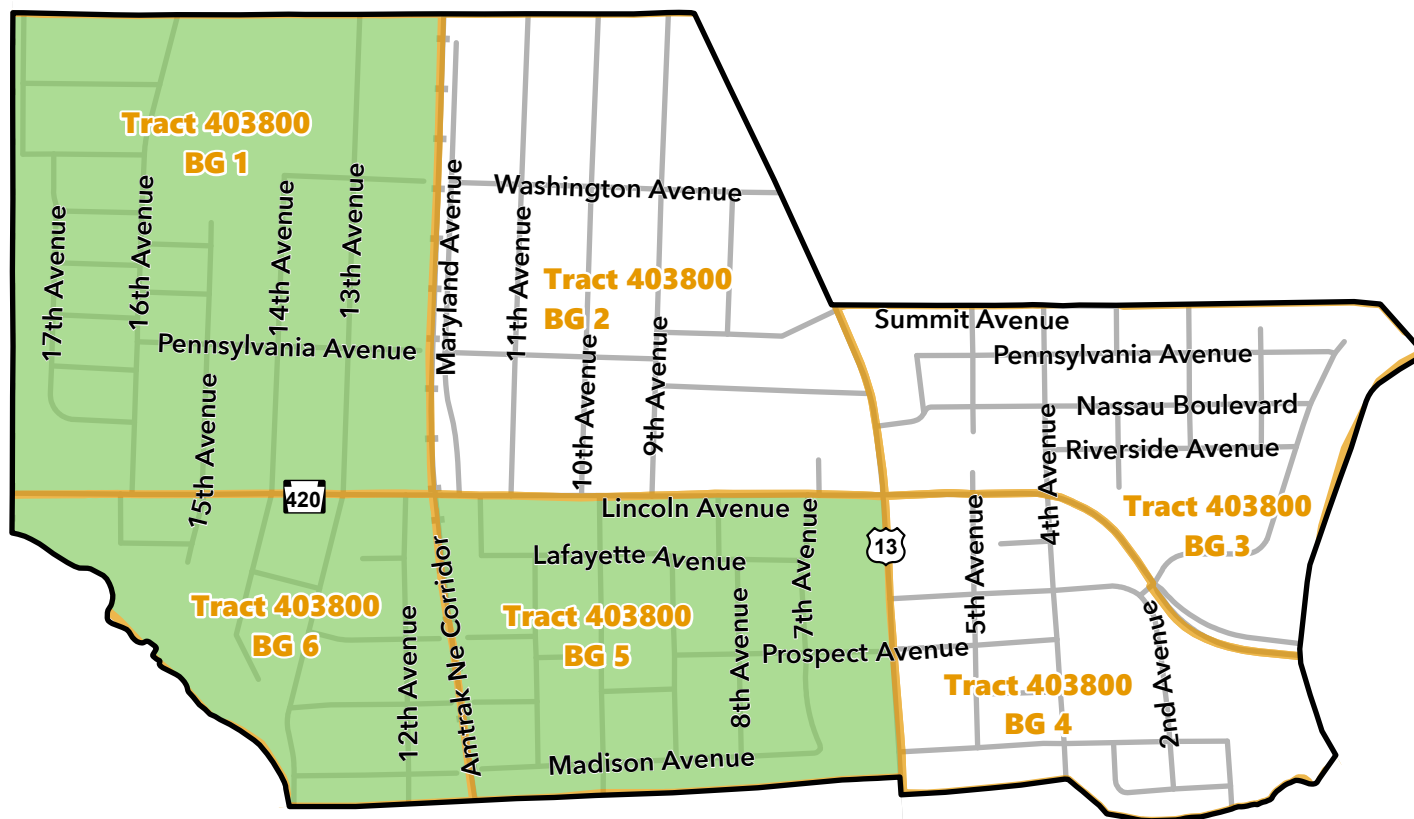 Tract 403800
BG 1
17th Avenue
16th Avenue
14th Avenue
13th Avenue
Maryland Avenue
Washington Avenue
11th Avenue
Tract 403800
BG 2
10th Avenue
9th Avenue
Pennsylvania Avenue
15th Avenue
Summit Avenue
Pennsylvania Avenue
Nassau Boulevard
Riverside Avenue
4th Avenue
Tract 403800
BG 3
420
Lincoln Avenue
Lafayette Avenue
7th Avenue
13
5th Avenue
Tract 403800
BG 6
12th Avenue
Amtrak Ne Corridor
Tract 403800
BG 5
8th Avenue
Prospect Avenue
Tract 403800
BG 4
2nd Avenue
Madison Avenue